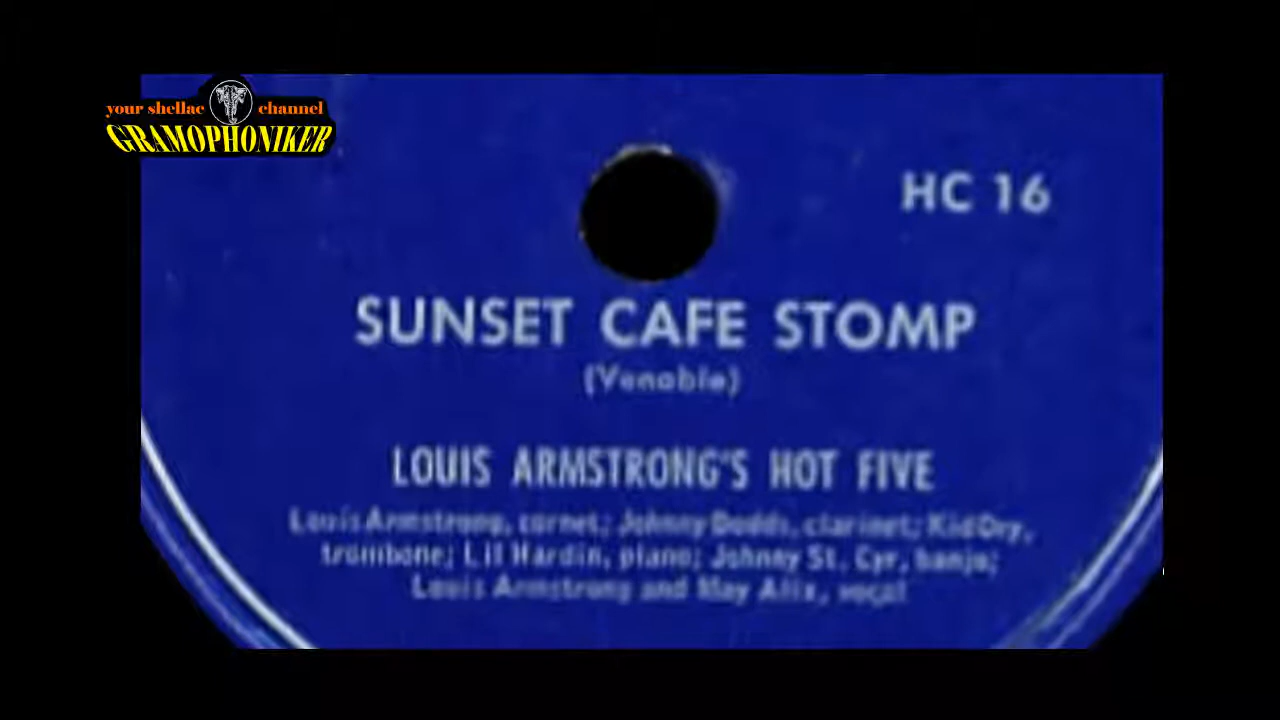 your shellac channel
GRAMOPHONIKER
HC 16
SUNSET CAFE STOMP
(Venable)
LOUIS ARMSTRONG'S HOT FIVE
Louis Armstrong, cornet; Johnny Dodds, clarinet; Kid Ory,
trombone; Lil Hardin, piano; Johnny St. Cyr, banjo;
Louis Armstrong and May Alix, vocal